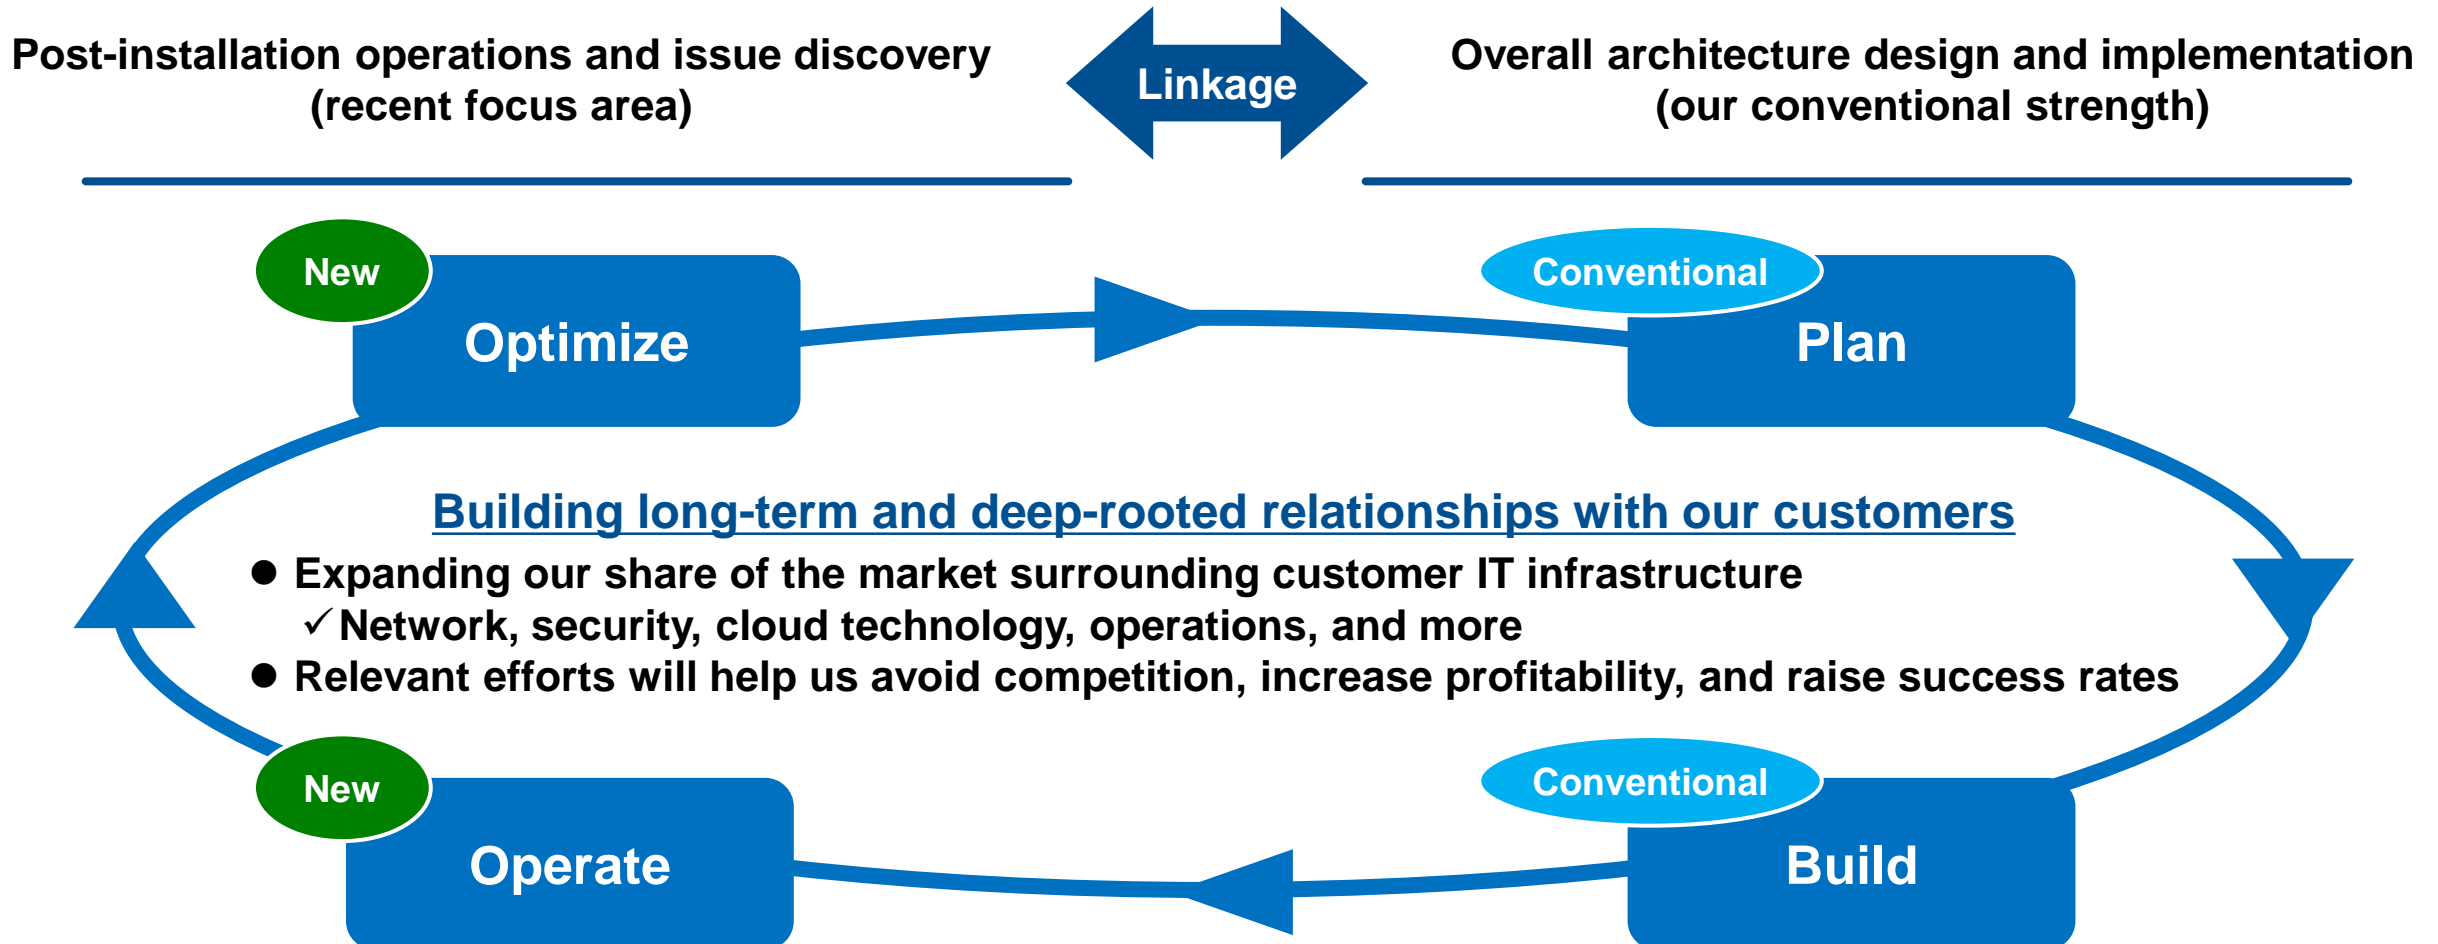 Post-installation operations and issue discovery
(recent focus area)
Linkage
Overall architecture design and implementation
(our conventional strength)
New
Optimize
Conventional
Plan
Building long-term and deep-rooted relationships with our customers
● Expanding our share of the market surrounding customer IT infrastructure
✓Network, security, cloud technology, operations, and more
● Relevant efforts will help us avoid competition, increase profitability, and raise success rates
New
Operate
Conventional
Build